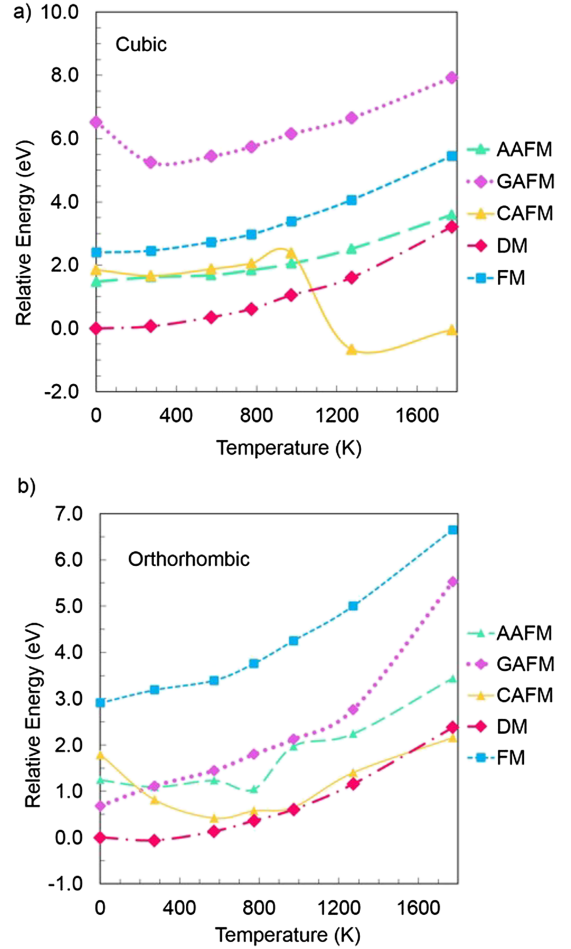 a)
10.0
Cubic
8.0
6.0
4.0
2.0
0.0
-2.0
Relative Energy (eV)
0 400 800 1200 1600
Temperature (K)
AAFM
GAFM
CAFM
DM
FM
b)
7.0
Orthorhombic
6.0
5.0
4.0
3.0
2.0
1.0
0.0
-1.0
Relative Energy (eV)
0 400 800 1200 1600
Temperature (K)
AAFM
GAFM
CAFM
DM
FM